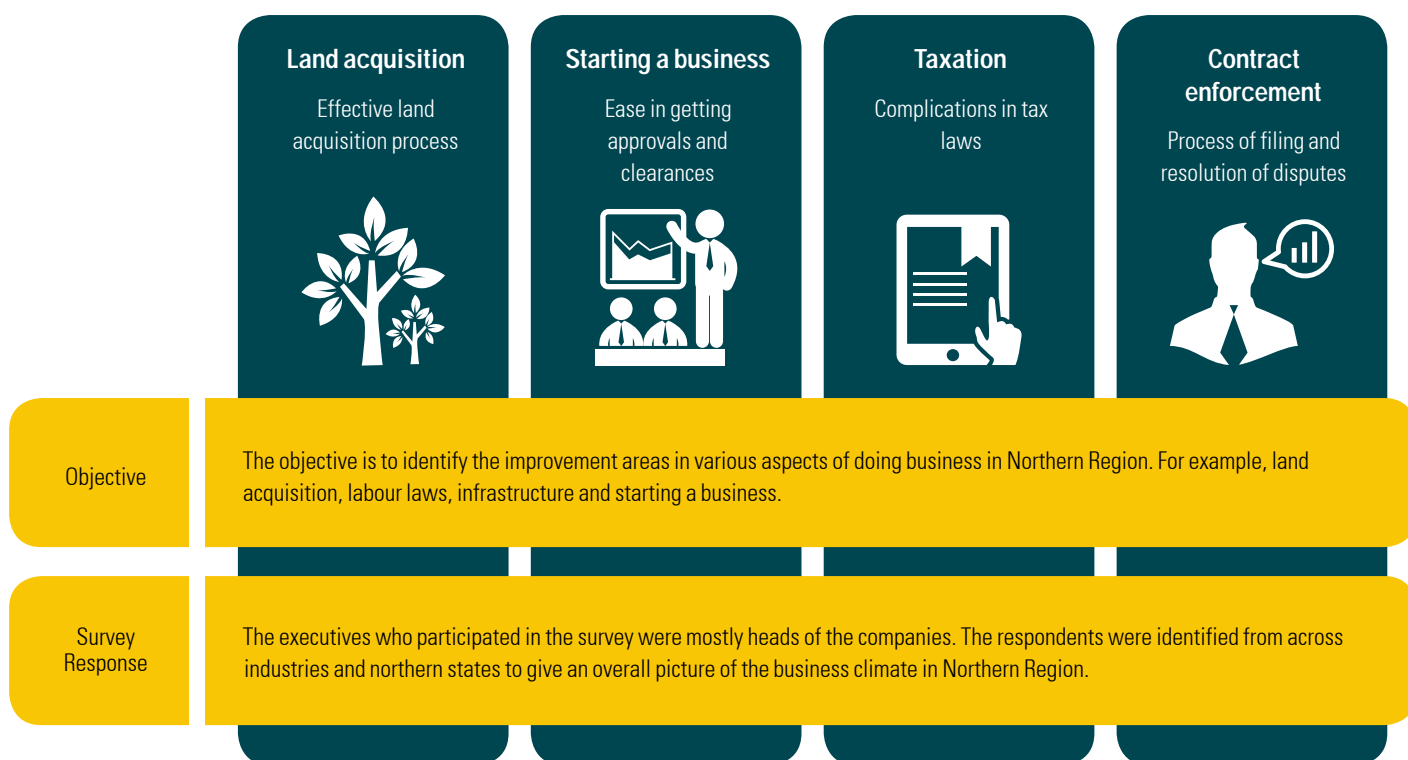 Land acquisition
Effective land
acquisition process
Starting a business
Ease in getting
approvals and
clearances
Taxation
Complications in tax
laws
Contract
enforcement
Process of filing and
resolution of disputes
Objective
The objective is to identify the improvement areas in various aspects of doing business in Northern Region. For example, land
acquisition, labour laws, infrastructure and starting a business.
Survey
Response
The executives who participated in the survey were mostly heads of the companies. The respondents were identified from across
industries and northern states to give an overall picture of the business climate in Northern Region.